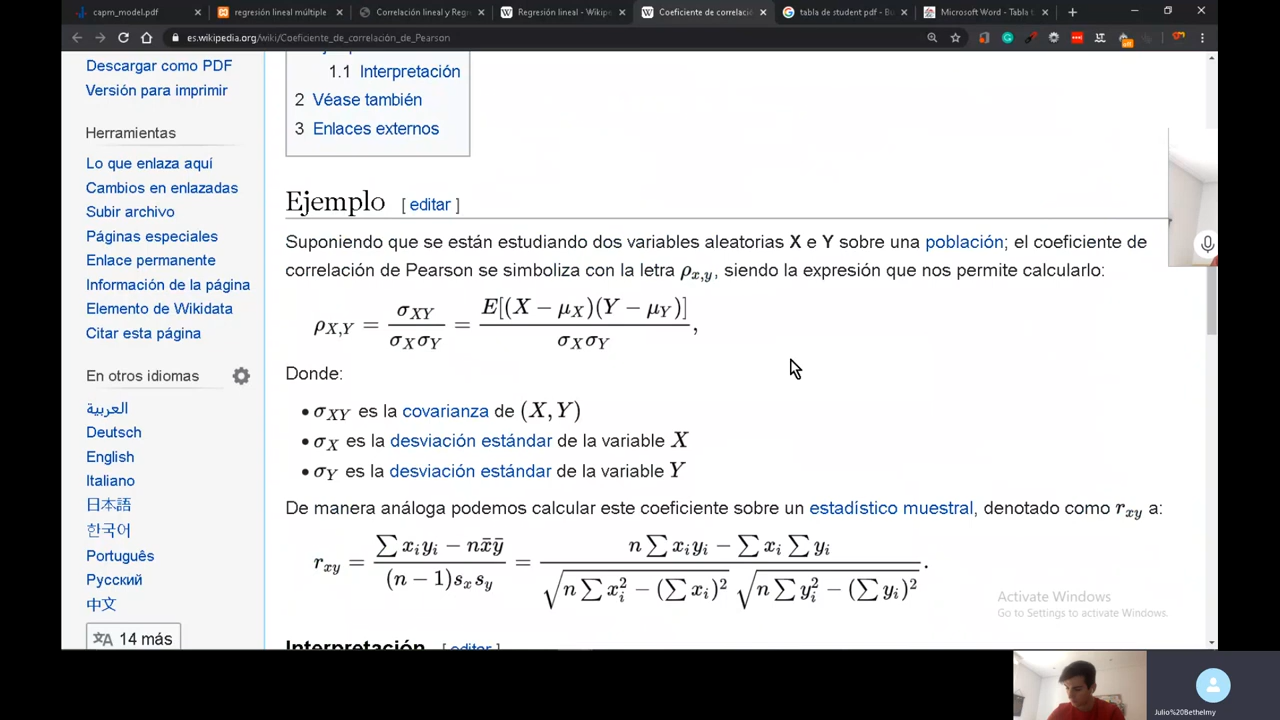 capm_model.pdf
regresión lineal múltiple
Correlación lineal y Regr
Regresión lineal - Wikipe
Coeficiente de correlació
tabla de student pdf - Bu
Microsoft Word - Tabla t
es.wikipedia.org/wiki/Coeficiente_de_correlación_de_Pearson
Descargar como PDF
Versión para imprimir
Herramientas
Lo que enlaza aquí
Cambios en enlazadas
Subir archivo
Páginas especiales
Enlace permanente
Información de la página
Elemento de Wikidata
Citar esta página
En otros idiomas
العربية
Deutsch
English
Italiano
日本語
한국어
Português
Русский
中文
14 más
1.1 Interpretación
2 Véase también
3 Enlaces externos
Ejemplo [ editar ]
Suponiendo que se están estudiando dos variables aleatorias X e Y sobre una población; el coeficiente de
correlación de Pearson se simboliza con la letra ρx,y, siendo la expresión que nos permite calcularlo:
ρX,Y = σXY / σXσY = E[(X − μX)(Y − μY)] / σXσY,
Donde:
• σXY es la covarianza de (X, Y)
• σX es la desviación estándar de la variable X
• σY es la desviación estándar de la variable Y
De manera análoga podemos calcular este coeficiente sobre un estadístico muestral, denotado como rxy a:
rxy = (∑ xiyi − nx̄ȳ) / ((n − 1)sxsy) = (n ∑ xiyi − ∑ xi ∑ yi) / (√(n ∑ xi² − (∑ xi)²) √(n ∑ yi² − (∑ yi)²)).
Interpretación [ editar ]
Activate Windows
Go to Settings to activate Windows.
Julio%20Bethelmy